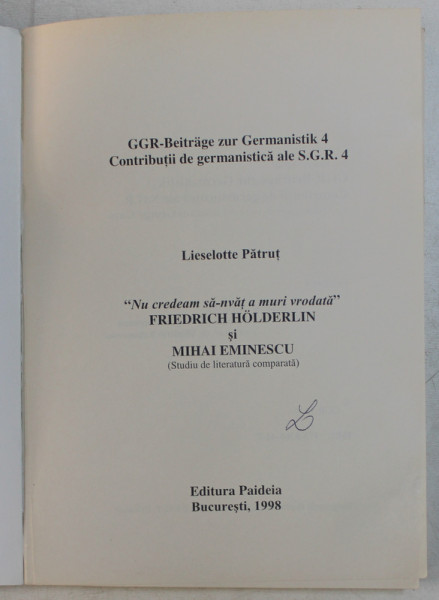 GGR-Beiträge zur Germanistik 4
Contribuții de germanistică ale S.G.R. 4
Lieselotte Pătruț
“Nu credeam să-nvăț a muri vrodată”
FRIEDRICH HÖLDERLIN
și
MIHAI EMINESCU
(Studiu de literatură comparată)
Editura Paideia
București, 1998